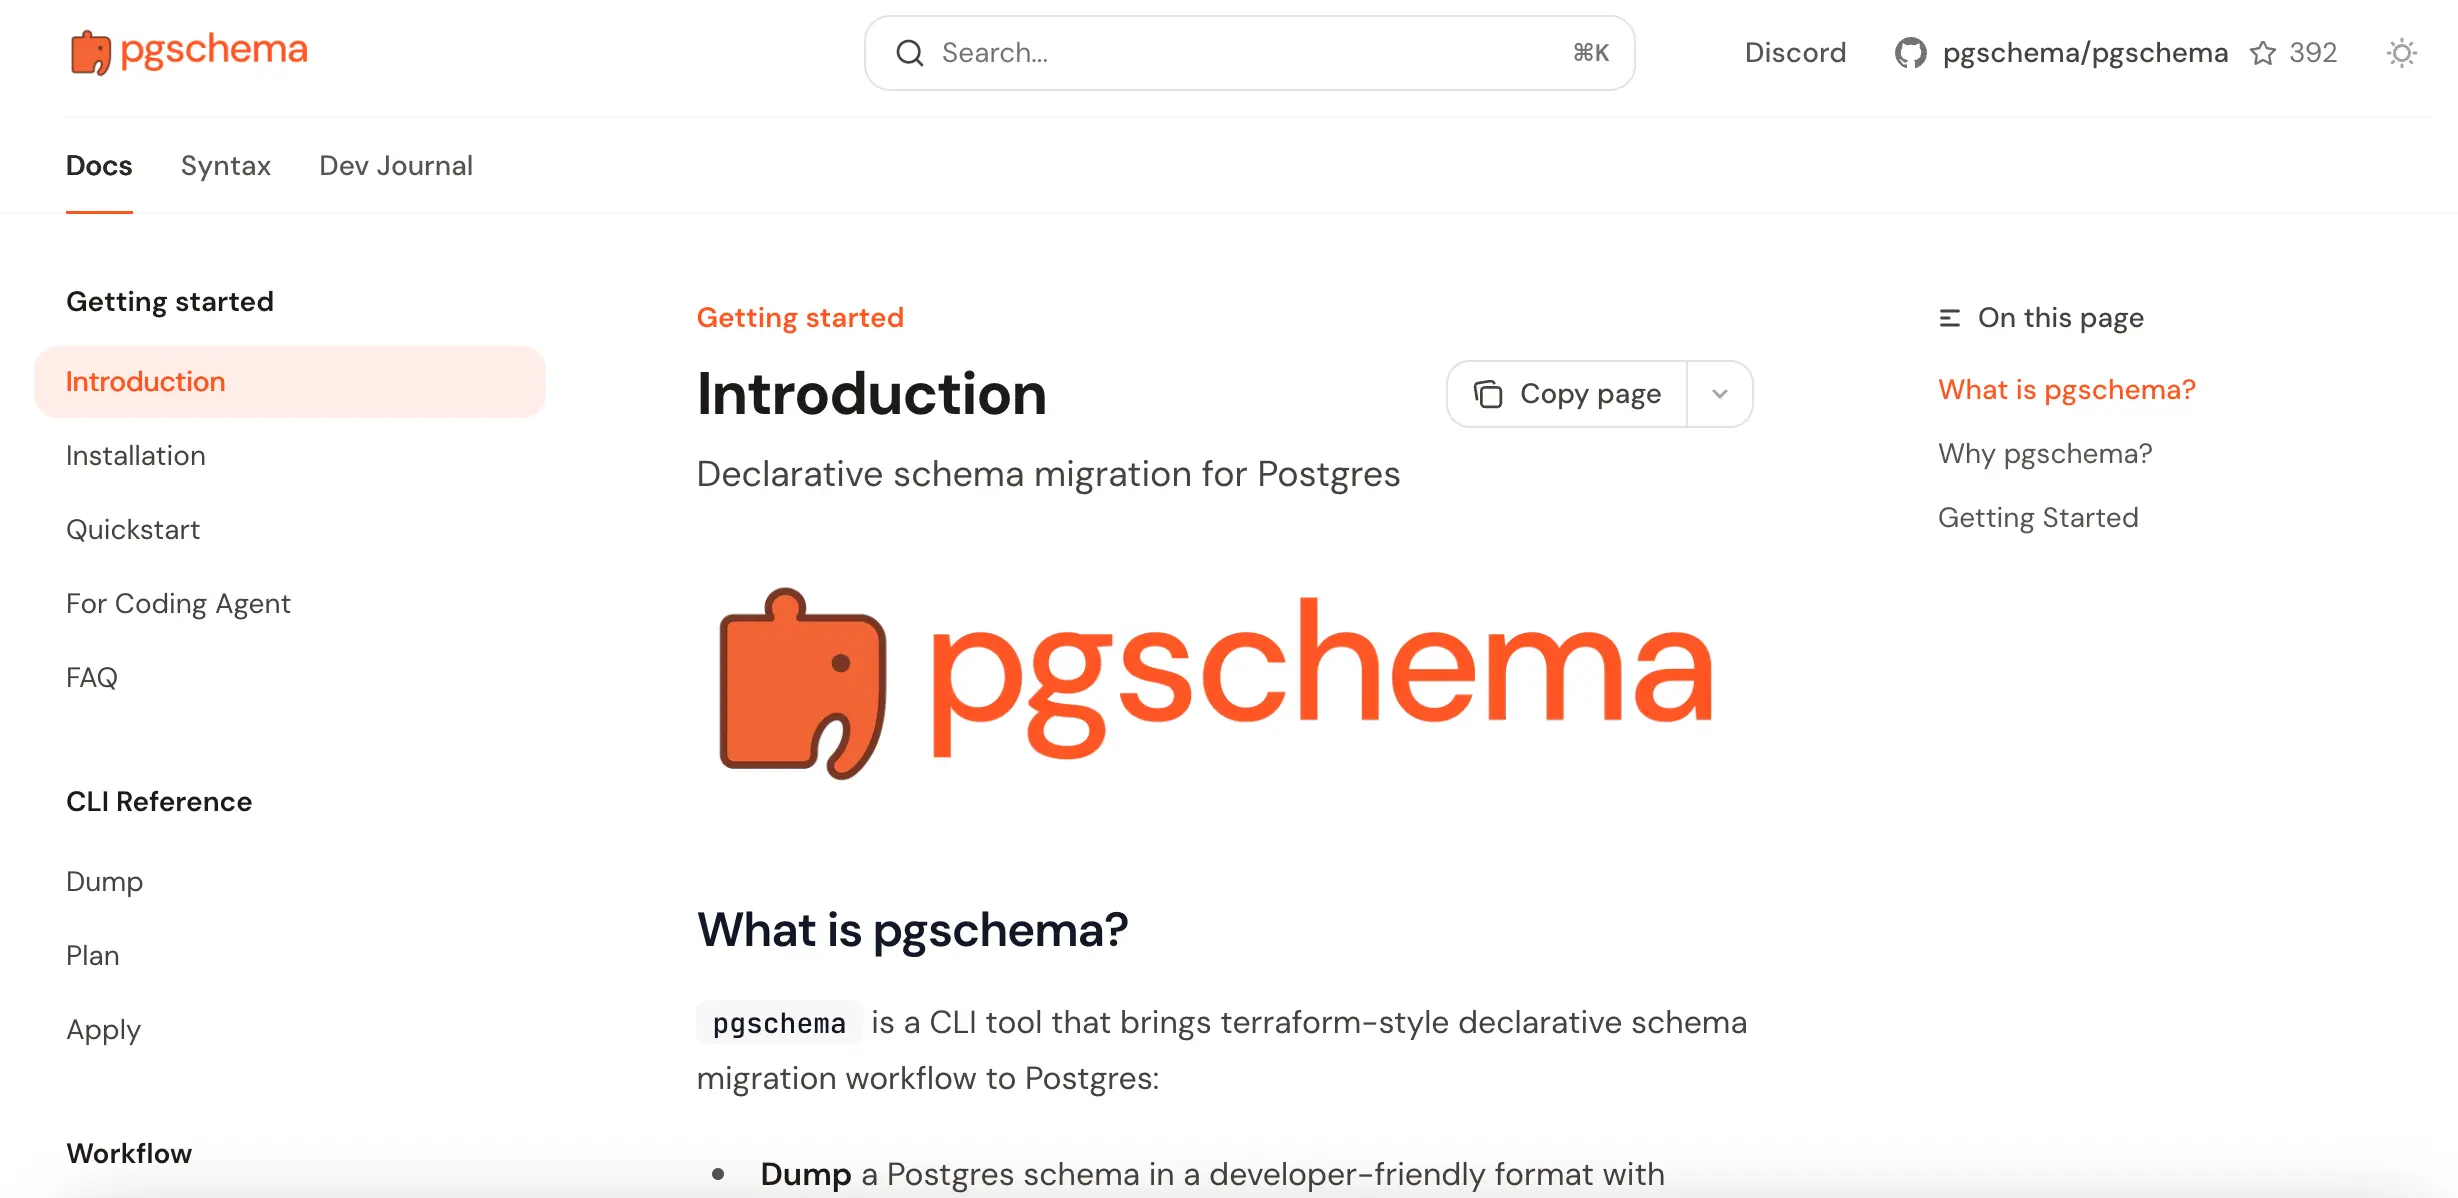 pgschema
Search...
⌘K
Discord
pgschema/pgschema
392
Docs
Syntax
Dev Journal
Getting started
Introduction
Installation
Quickstart
For Coding Agent
FAQ
CLI Reference
Dump
Plan
Apply
Workflow
Getting started
Introduction
Copy page
Declarative schema migration for Postgres
pgschema
What is pgschema?
pgschema is a CLI tool that brings terraform-style declarative schema
migration workflow to Postgres:
• Dump a Postgres schema in a developer-friendly format with
On this page
What is pgschema?
Why pgschema?
Getting Started